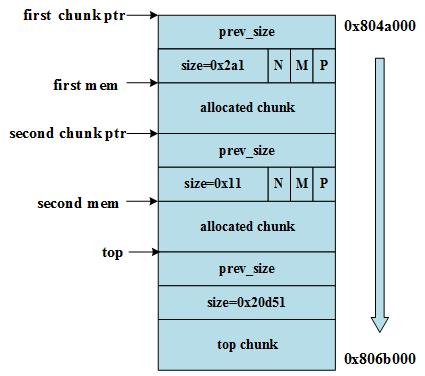 first chunk ptr
prev_size
0x804a000
size=0x2a1 N M P
first mem
allocated chunk
second chunk ptr
prev_size
size=0x11 N M P
second mem
allocated chunk
top
prev_size
size=0x20d51
top chunk
0x806b000